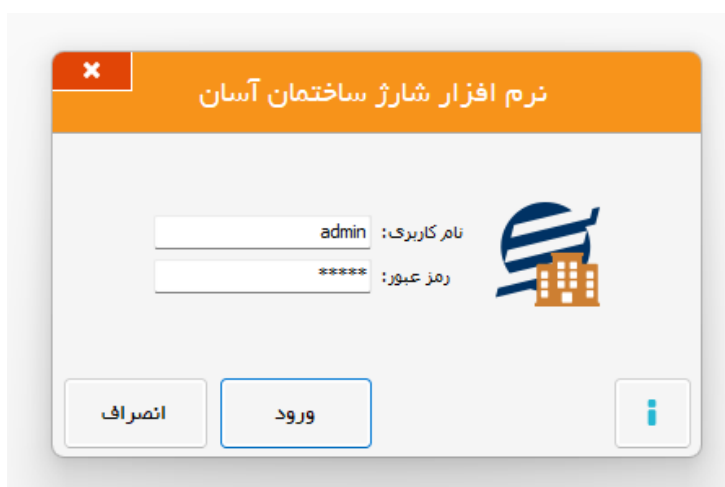 نرم افزار شارژ ساختمان آسان
نام کاربری: admin
رمز عبور: *****
ورود
انصراف